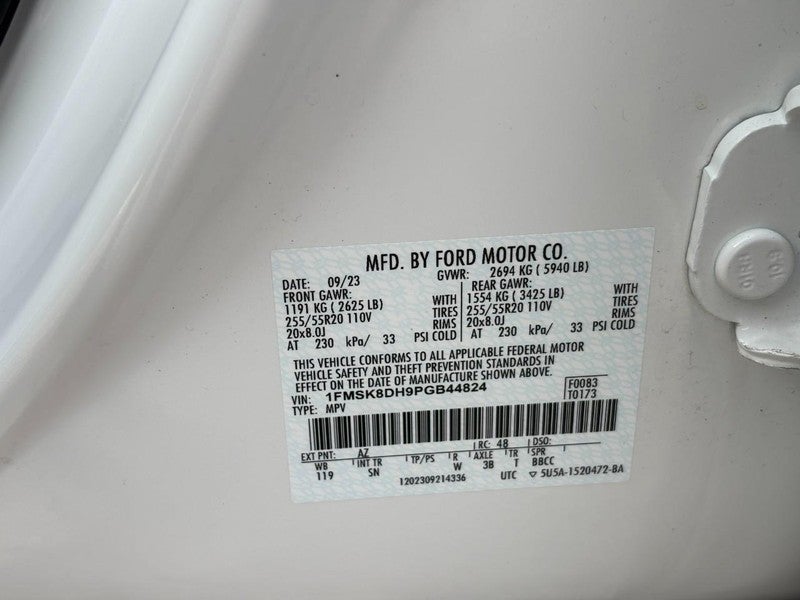 MFD. BY FORD MOTOR CO.
DATE: 09/23 GVWR: 2694 KG ( 5940 LB)
FRONT GAWR: REAR GAWR:
1191 KG ( 2625 LB) WITH 1554 KG ( 3425 LB) WITH
255/55R20 110V TIRES 255/55R20 110V TIRES
20x8.0J RIMS 20x8.0J RIMS
AT 230 kPa/ 33 PSI COLD AT 230 kPa/ 33 PSI COLD
THIS VEHICLE CONFORMS TO ALL APPLICABLE FEDERAL MOTOR
VEHICLE SAFETY AND THEFT PREVENTION STANDARDS IN
EFFECT ON THE DATE OF MANUFACTURE SHOWN ABOVE.
VIN: 1FMSK8DH9PGB44824 F0083
TYPE: MPV T0173
EXT PNT: AZ RC: 48 DSO:
WB INT TR TP/PS R AXLE TR SPR
119 SN W 3B T BBCC
1202309214336 UTC ▽ 5U5A-1520472-BA